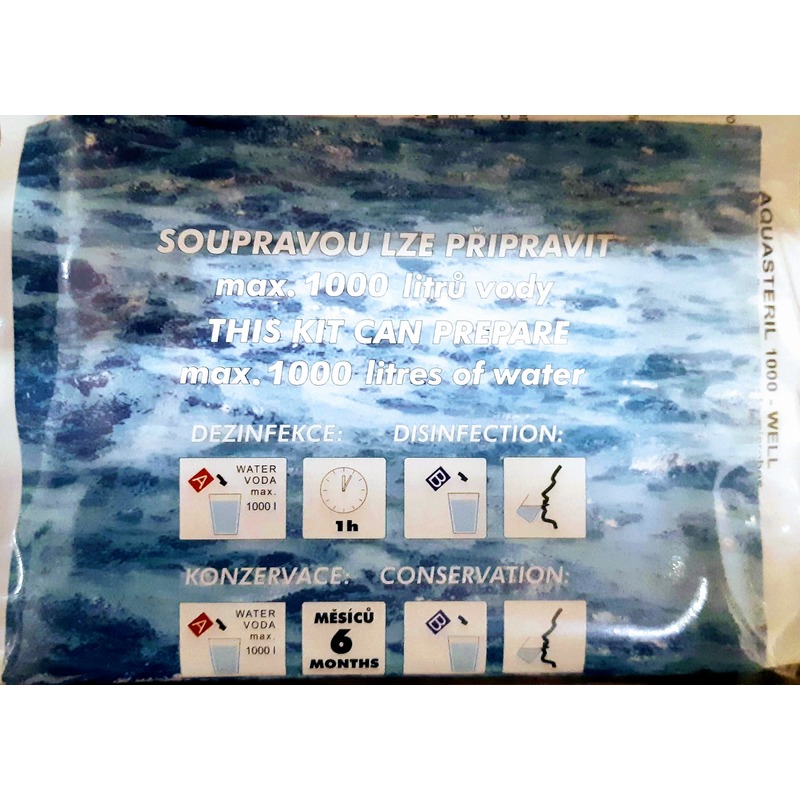 SOUPRAVOU LZE PŘIPRAVIT
max. 1000 litrů vody
THIS KIT CAN PREPARE
max. 1000 litres of water
DEZINFEKCE: DISINFECTION:
A WATER
VODA
max.
1000 l
1h
B
KONZERVACE: CONSERVATION:
A WATER
VODA
max.
1000 l
MĚSÍCŮ
6
MONTHS
B
AQUASTERIL 1000 - WELL